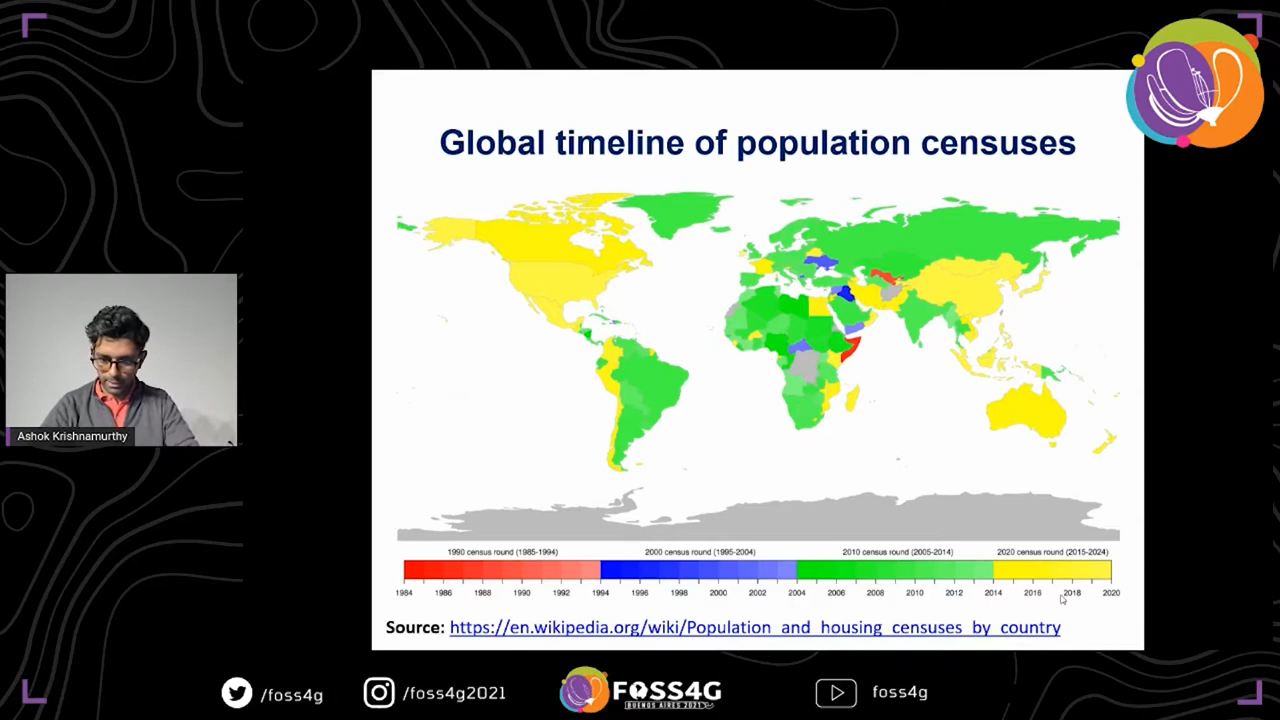 Global timeline of population censuses
Ashok Krishnamurthy
1990 census round (1985-1994) 2000 census round (1995-2004) 2010 census round (2005-2014) 2020 census round (2015-2024)
1984 1986 1988 1990 1992 1994 1996 1998 2000 2002 2004 2006 2008 2010 2012 2014 2016 2018 2020
Source: https://en.wikipedia.org/wiki/Population_and_housing_censuses_by_country
/foss4g
/foss4g2021
FOSS4G
BUENOS AIRES 2021
foss4g